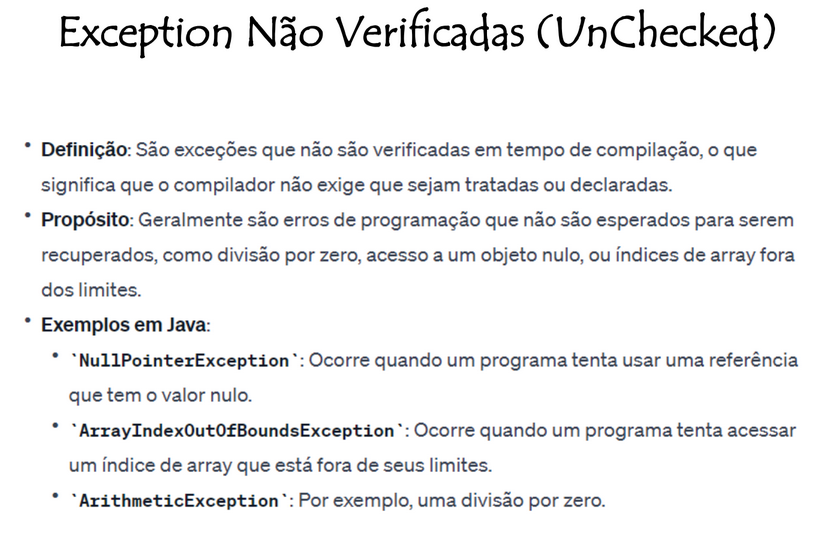 Exception Não Verificadas (UnChecked)
• Definição: São exceções que não são verificadas em tempo de compilação, o que
significa que o compilador não exige que sejam tratadas ou declaradas.
• Propósito: Geralmente são erros de programação que não são esperados para serem
recuperados, como divisão por zero, acesso a um objeto nulo, ou índices de array fora
dos limites.
• Exemplos em Java:
• `NullPointerException`: Ocorre quando um programa tenta usar uma referência
que tem o valor nulo.
• `ArrayIndexOutOfBoundsException`: Ocorre quando um programa tenta acessar
um índice de array que está fora de seus limites.
• `ArithmeticException`: Por exemplo, uma divisão por zero.